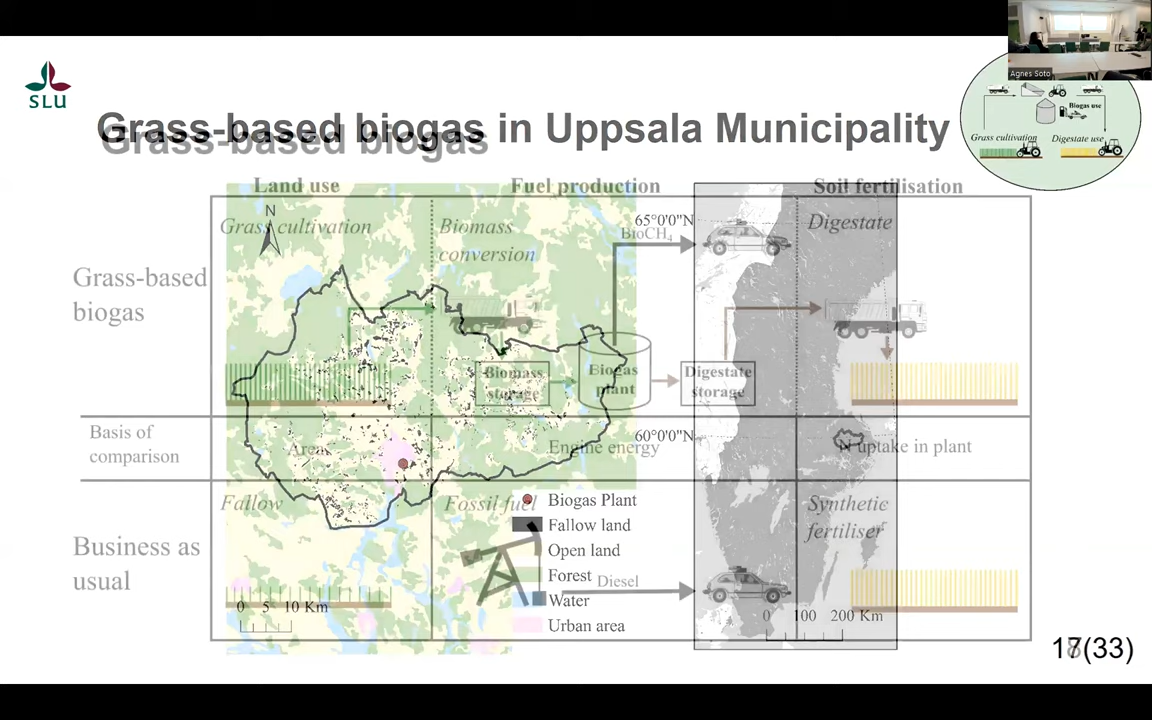 Agnes Soto
SLU
Grass-based biogas in Uppsala Municipality
Grass-based biogas
Biogas use
Grass cultivation
Digestate use
Land use
Fuel production
Soil fertilisation
N
Grass cultivation
Biomass
conversion
65°0'0"N
BioCH4
Digestate
Grass-based
biogas
Biomass
storage
Biogas
plant
Digestate
storage
Basis of
comparison
Area
Engine energy
60°0'0"N
N uptake in plant
Fallow
Fossil fuel
Synthetic
fertiliser
Business as
usual
Biogas Plant
Fallow land
Open land
Forest
Water
Urban area
Diesel
0 5 10 Km
0 100 200 Km
(33)